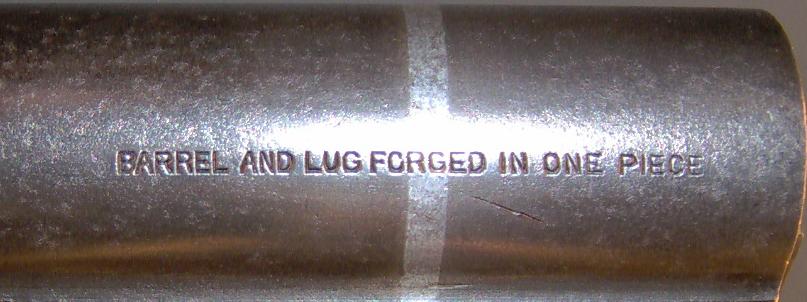 BARREL AND LUG FORGED IN ONE PIECE